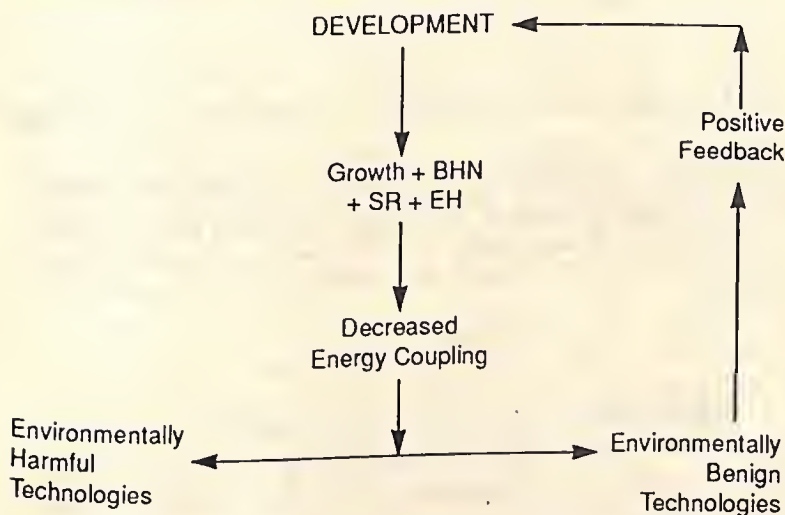 DEVELOPMENT
Positive
Feedback
Growth + BHN
+ SR + EH
Decreased
Energy Coupling
Environmentally
Harmful
Technologies
Environmentally
Benign
Technologies